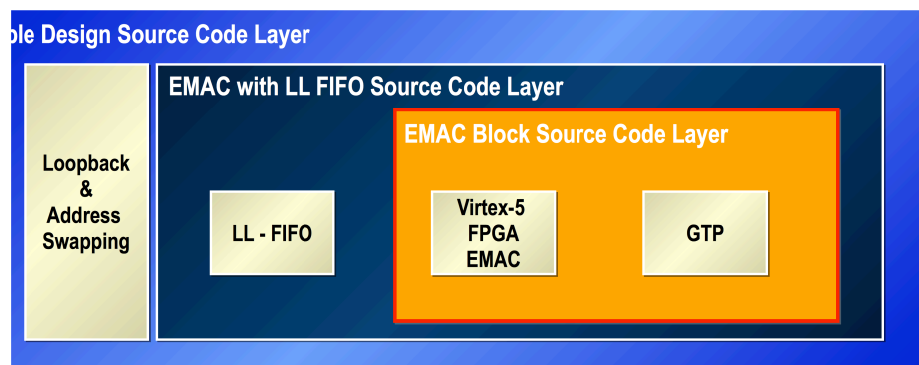 ple Design Source Code Layer
EMAC with LL FIFO Source Code Layer
EMAC Block Source Code Layer
Loopback
&
Address
Swapping
LL - FIFO
Virtex-5
FPGA
EMAC
GTP